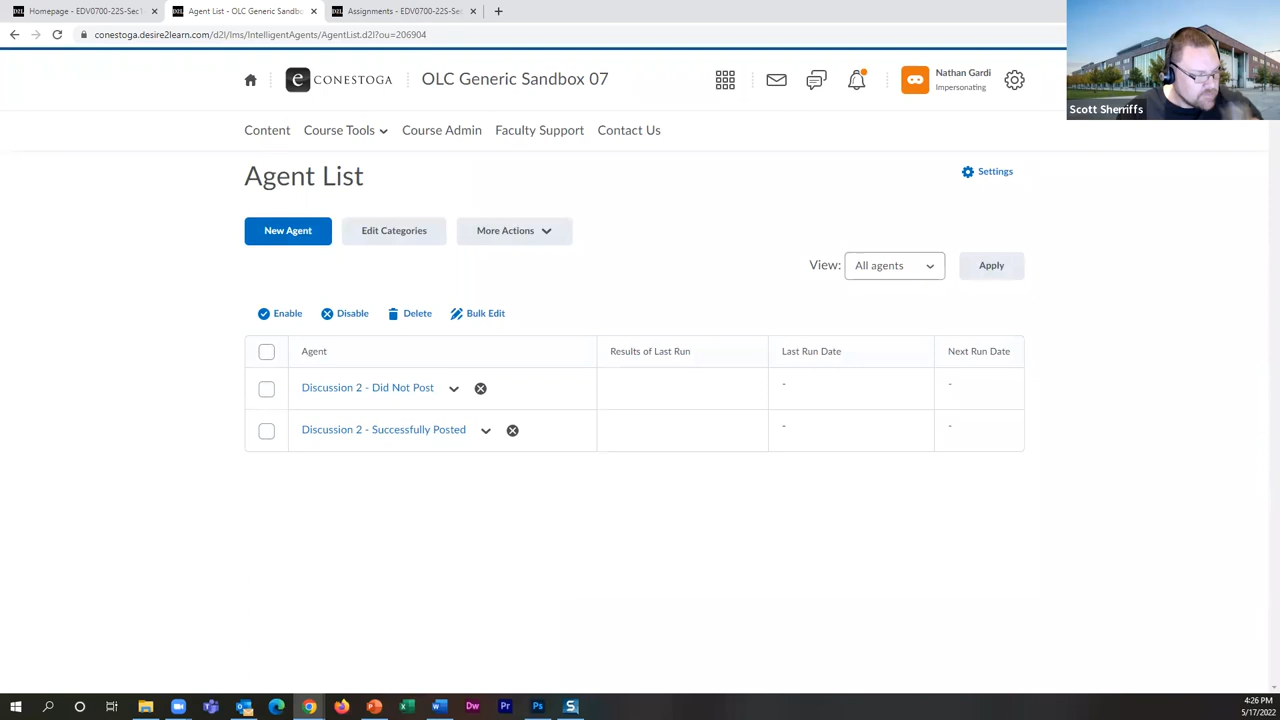 Homepage - EDV0700-22S-Sec1
Agent List - OLC Generic Sandbo
Assignments - EDV0700-22S-Sec
conestoga.desire2learn.com/d2l/lms/IntelligentAgents/AgentList.d2l?ou=206904
CONESTOGA
OLC Generic Sandbox 07
Nathan Gardi
Impersonating
Scott Sherriffs
Content
Course Tools
Course Admin
Faculty Support
Contact Us
Agent List
Settings
New Agent
Edit Categories
More Actions
View:
All agents
Apply
Enable
Disable
Delete
Bulk Edit
Agent
Results of Last Run
Last Run Date
Next Run Date
Discussion 2 - Did Not Post
-
-
Discussion 2 - Successfully Posted
-
-
4:26 PM
5/17/2022